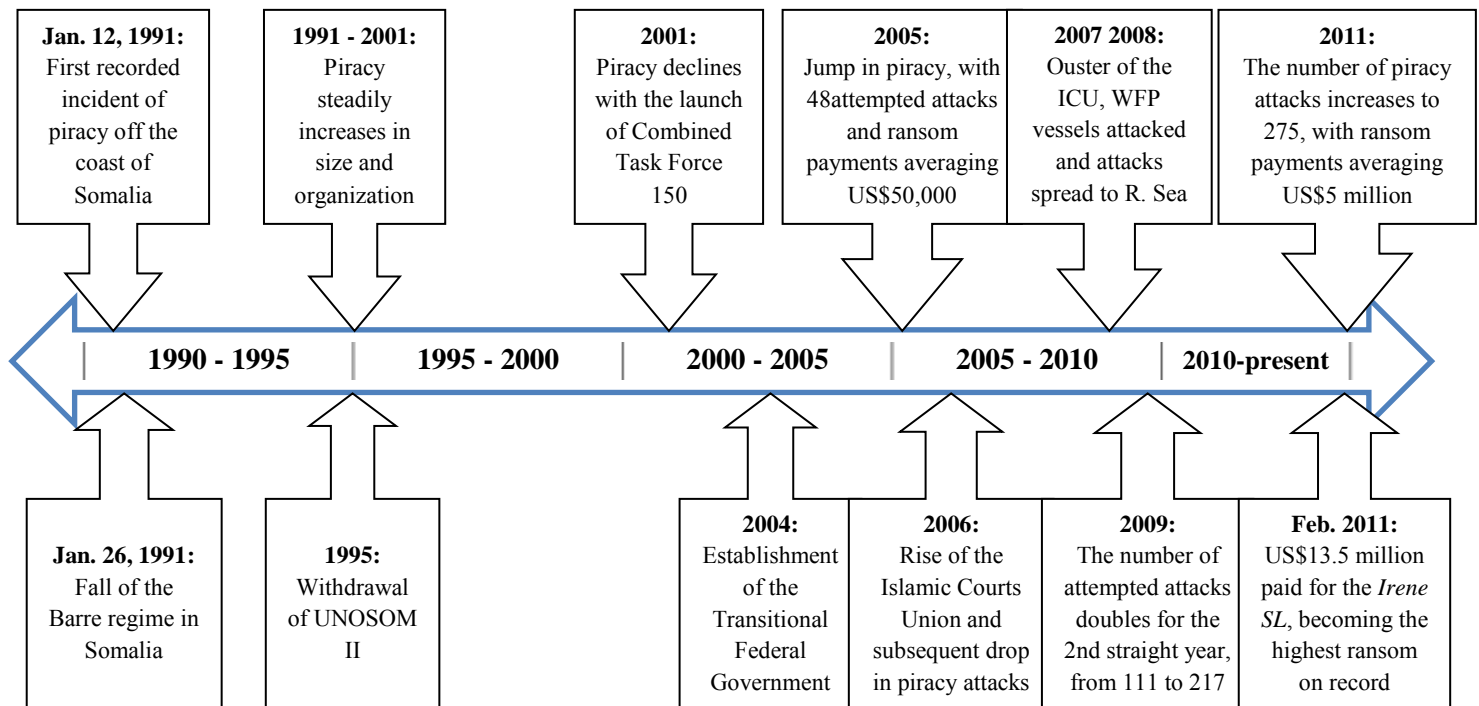 Jan. 12, 1991:
First recorded
incident of
piracy off the
coast of
Somalia
1991 - 2001:
Piracy
steadily
increases in
size and
organization
2001:
Piracy declines
with the launch
of Combined
Task Force
150
2005:
Jump in piracy, with
48attempted attacks
and ransom
payments averaging
US$50,000
2007 2008:
Ouster of the
ICU, WFP
vessels attacked
and attacks
spread to R. Sea
2011:
The number of piracy
attacks increases to
275, with ransom
payments averaging
US$5 million
1990 - 1995
1995 - 2000
2000 - 2005
2005 - 2010
2010-present
Jan. 26, 1991:
Fall of the
Barre regime in
Somalia
1995:
Withdrawal
of UNOSOM
II
2004:
Establishment
of the
Transitional
Federal
Government
2006:
Rise of the
Islamic Courts
Union and
subsequent drop
in piracy attacks
2009:
The number of
attempted attacks
doubles for the
2nd straight year,
from 111 to 217
Feb. 2011:
US$13.5 million
paid for the Irene
SL, becoming the
highest ransom
on record